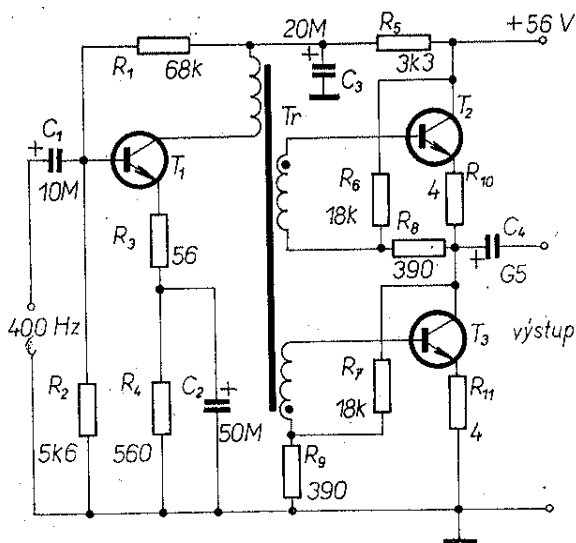 20M
R5
+56 V
3k3
R1
68k
+
C3
Tr
T2
C1
+
10M
T1
R6
18k
R10
4
R8
390
C4
+
G5
R3
56
400 Hz
T3
výstup
R7
18k
R11
4
R2
5k6
R4
560
C2
+
50M
R9
390